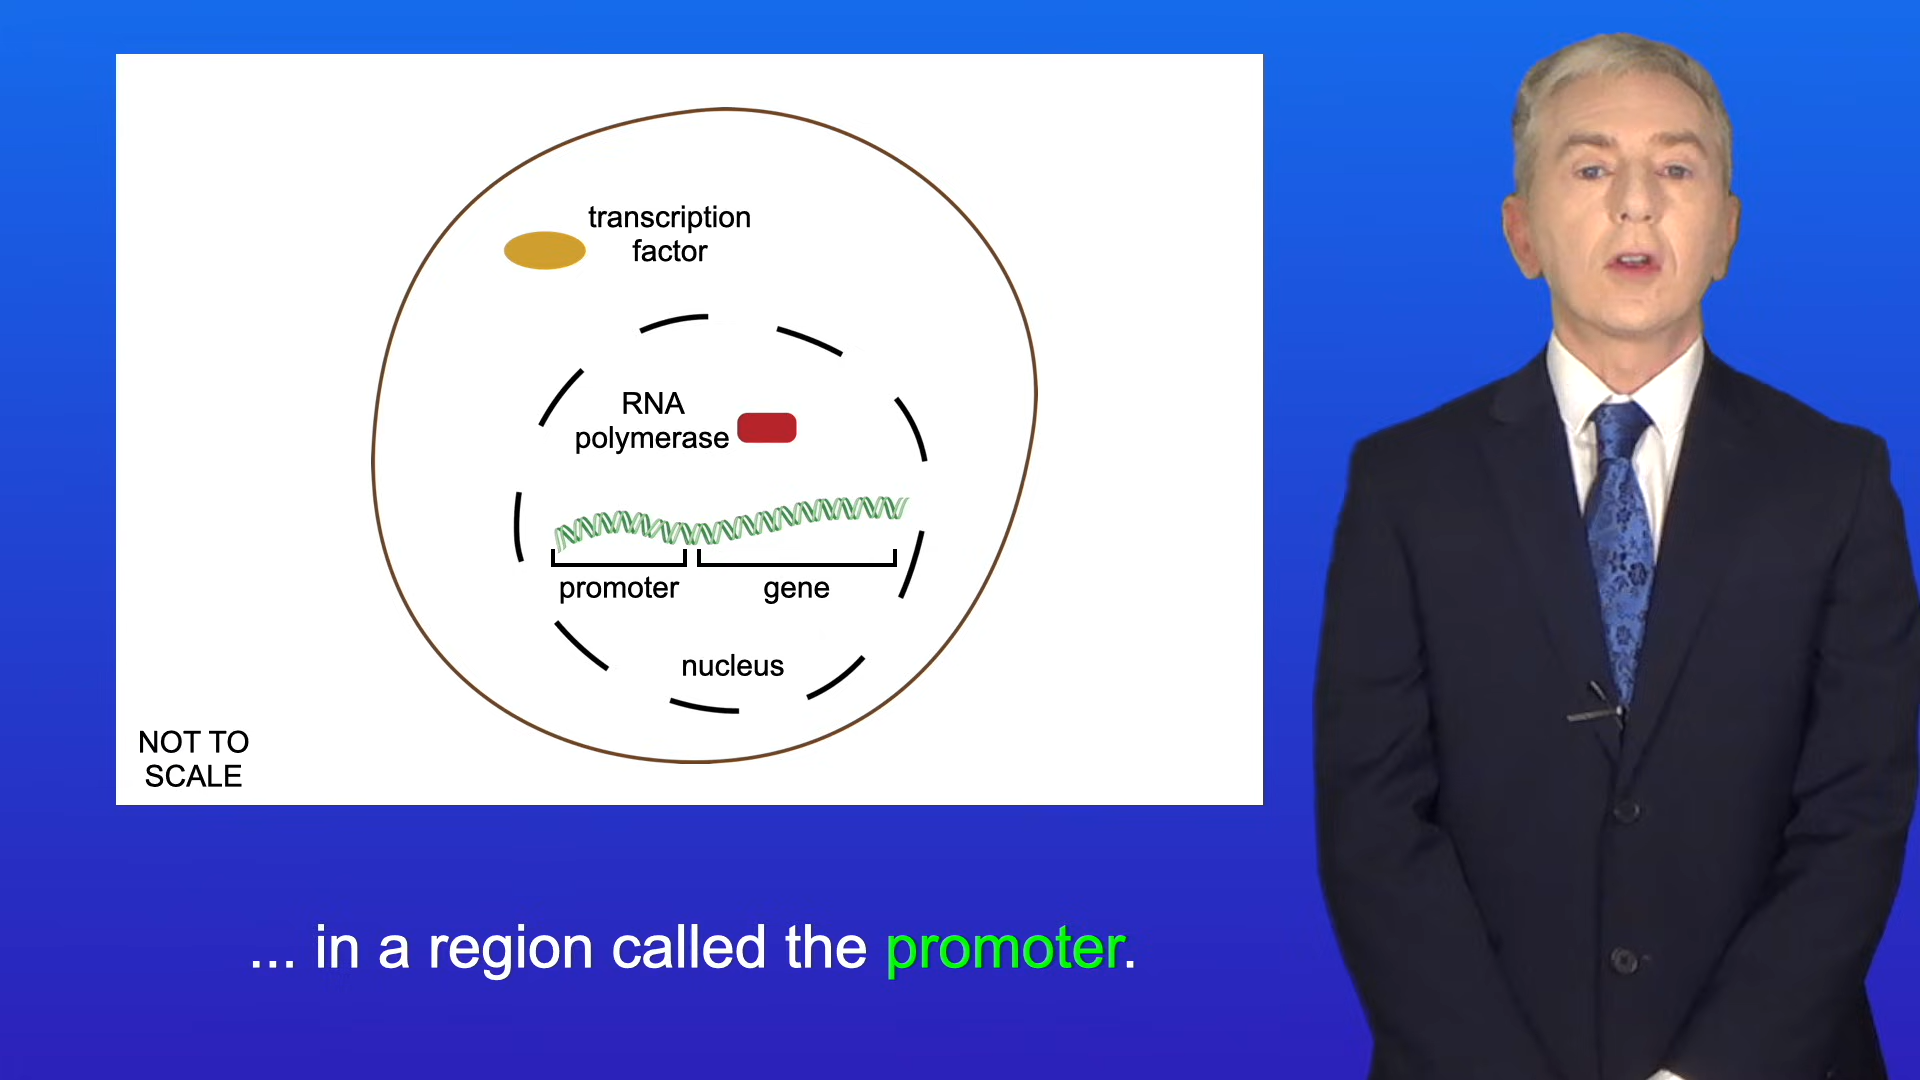 transcription
factor
RNA
polymerase
promoter
gene
nucleus
NOT TO
SCALE
... in a region called the promoter.